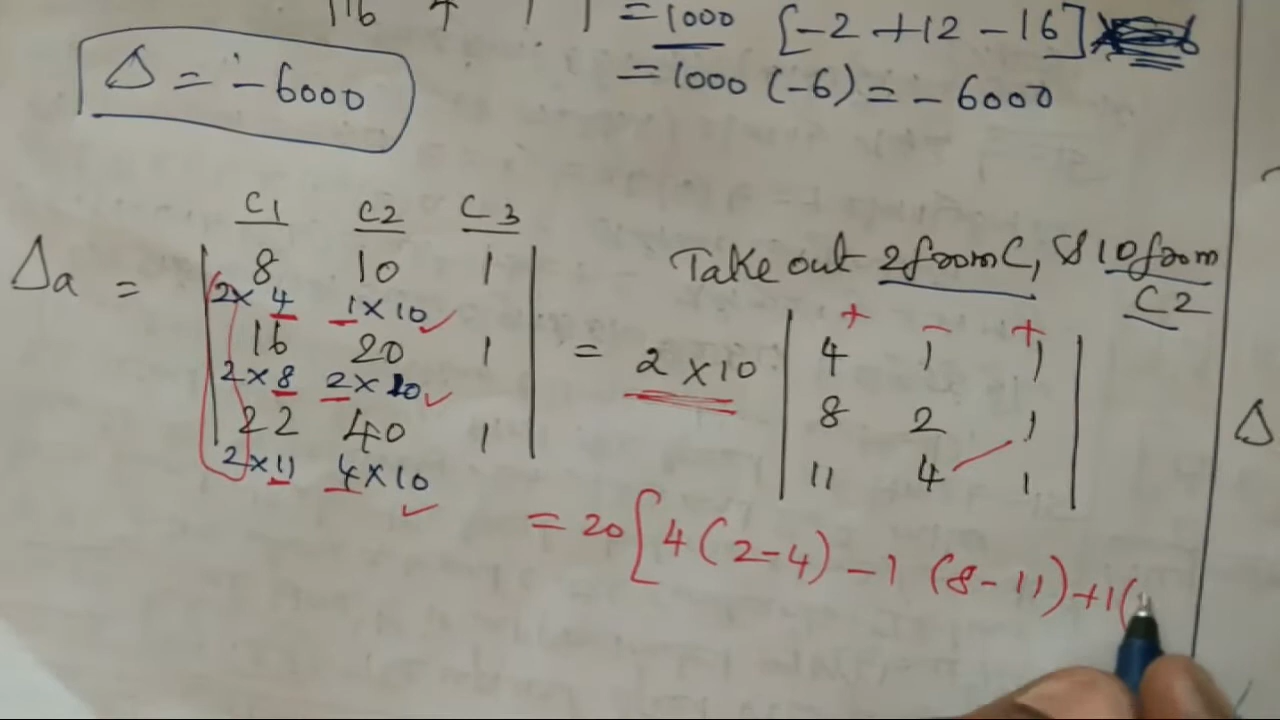 116 4 1
= 1000 [-2 +12 -16]
Δ = -6000
= 1000 (-6) = - 6000
C1 C2 C3
Δa =
8 10 1
2× 4 1×10
16 20 1
2×8 2×10
22 40 1
2×11 4×10
Take out 2 from C, & 10 from
C2
= 2 ×10
+ - +
4 1 1
8 2 1
11 4 1
= 20 [4(2-4) -1 (8-11) +1(
Δ